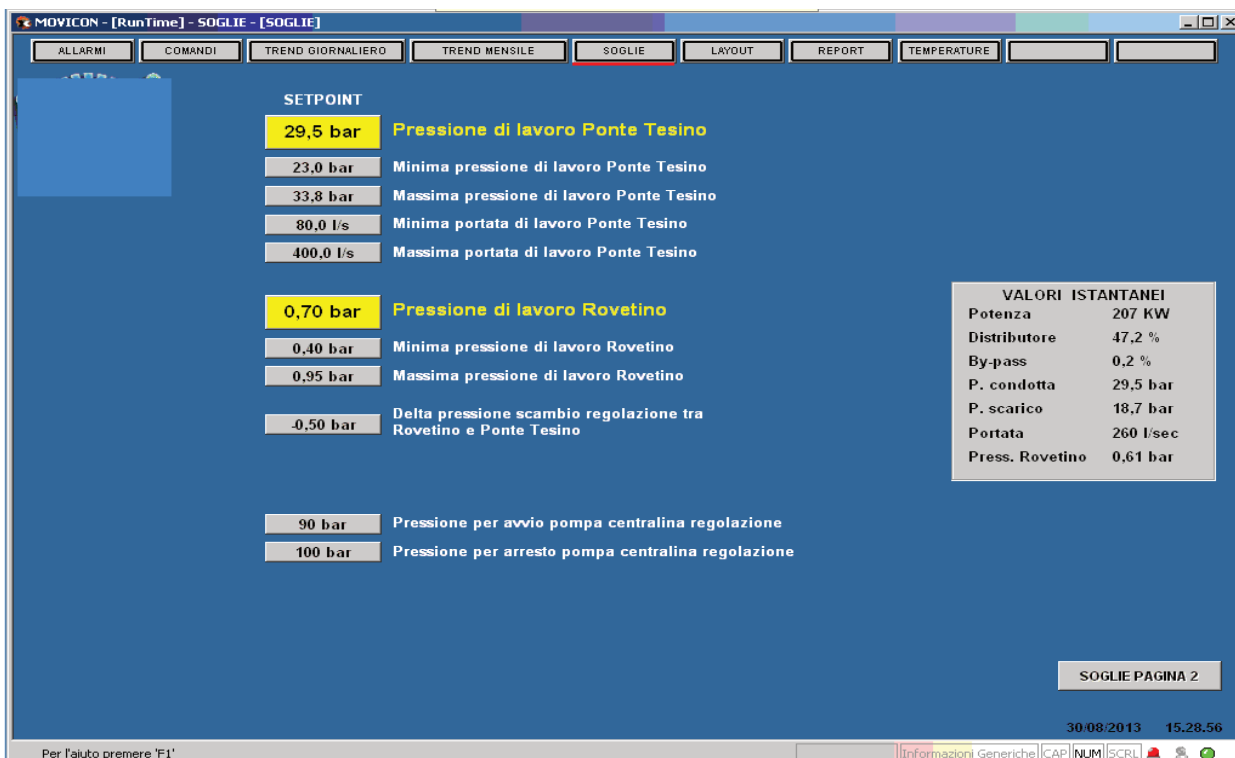 MOVICON - [RunTime] - SOGLIE - [SOGLIE]
ALLARMI COMANDI TREND GIORNALIERO TREND MENSILE SOGLIE LAYOUT REPORT TEMPERATURE
SETPOINT
29,5 bar Pressione di lavoro Ponte Tesino
23,0 bar Minima pressione di lavoro Ponte Tesino
33,8 bar Massima pressione di lavoro Ponte Tesino
80,0 l/s Minima portata di lavoro Ponte Tesino
400,0 l/s Massima portata di lavoro Ponte Tesino
0,70 bar Pressione di lavoro Rovetino
0,40 bar Minima pressione di lavoro Rovetino
0,95 bar Massima pressione di lavoro Rovetino
-0,50 bar Delta pressione scambio regolazione tra
Rovetino e Ponte Tesino
90 bar Pressione per avvio pompa centralina regolazione
100 bar Pressione per arresto pompa centralina regolazione
VALORI ISTANTANEI
Potenza 207 KW
Distributore 47,2 %
By-pass 0,2 %
P. condotta 29,5 bar
P. scarico 18,7 bar
Portata 260 l/sec
Press. Rovetino 0,61 bar
SOGLIE PAGINA 2
30/08/2013 15.28.56
Per l'aiuto premere 'F1' Informazioni Generiche CAP NUM SCRL